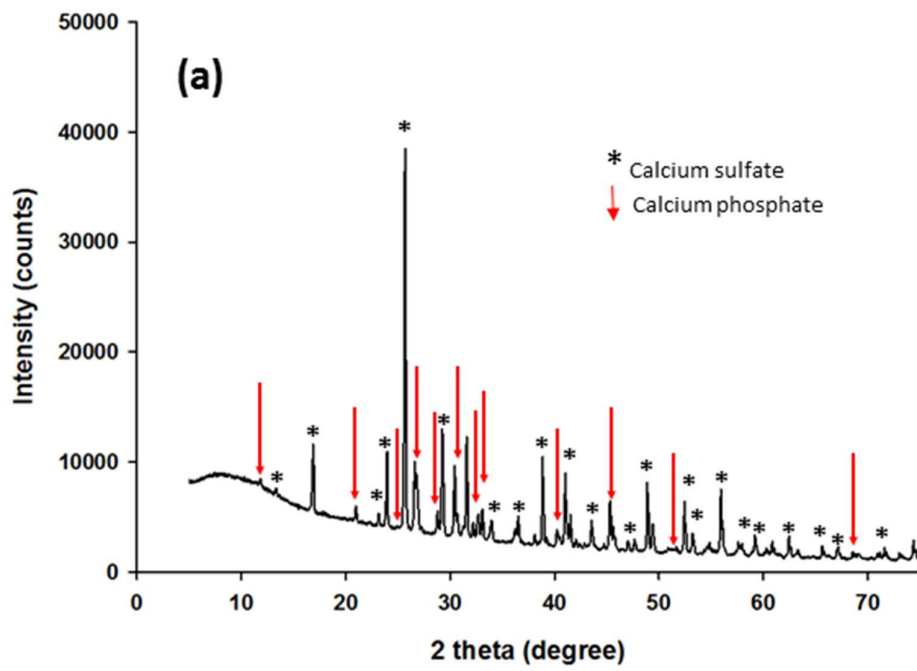 50000
(a)
40000
* Calcium sulfate
Calcium phosphate
30000
20000
10000
0
Intensity (counts)
0 10 20 30 40 50 60 70
2 theta (degree)